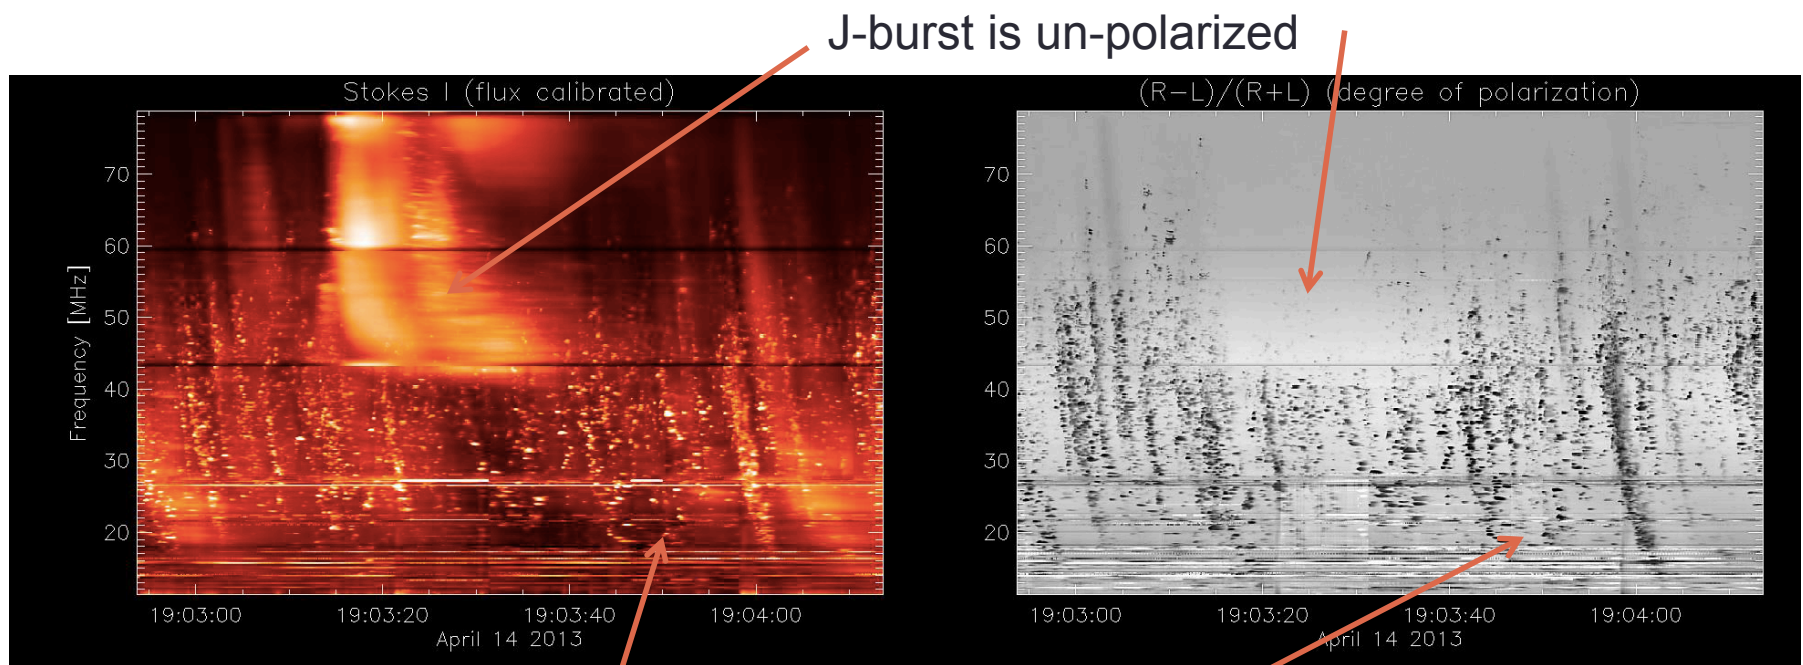 J-burst is un-polarized
Stokes I (flux calibrated)
70
60
50
40
30
20
Frequency [MHz]
19:03:00 19:03:20 19:03:40 19:04:00
April 14 2013
(R-L)/(R+L) (degree of polarization)
70
60
50
40
30
20
19:03:00 19:03:20 19:03:40 19:04:00
April 14 2013